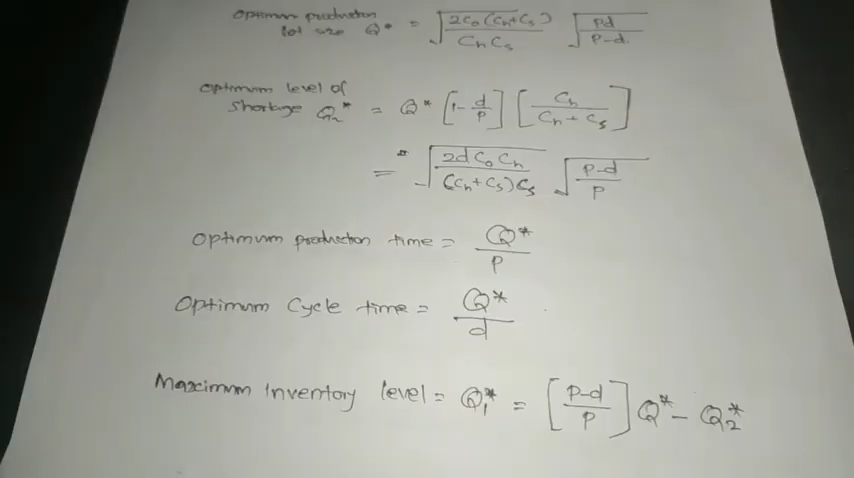 Optimum production
lot size Q* = √(2C₀(Cₕ+Cₛ)/CₕCₛ) √(Pd/P-d)
Optimum level of
Shortage Q₂* = Q* [1-d/P] [Cₕ/Cₕ+Cₛ]
= √(2dC₀Cₕ/(Cₕ+Cₛ)Cₛ) √(P-d/P)
Optimum production time = Q*/P
Optimum Cycle time = Q*/d
Maximum Inventory level = Q₁* = [P-d/P] Q* - Q₂*